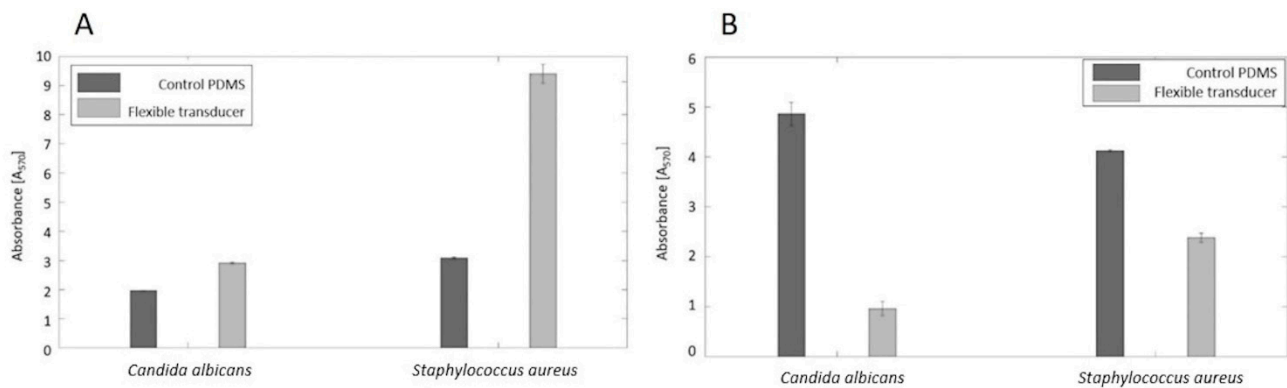 A
Control PDMS
Flexible transducer
Absorbance [A₅₇₀]
10
9
8
7
6
5
4
3
2
1
0
Candida albicans
Staphylococcus aureus
B
Control PDMS
Flexible transducer
Absorbance [A₅₇₀]
6
5
4
3
2
1
0
Candida albicans
Staphylococcus aureus